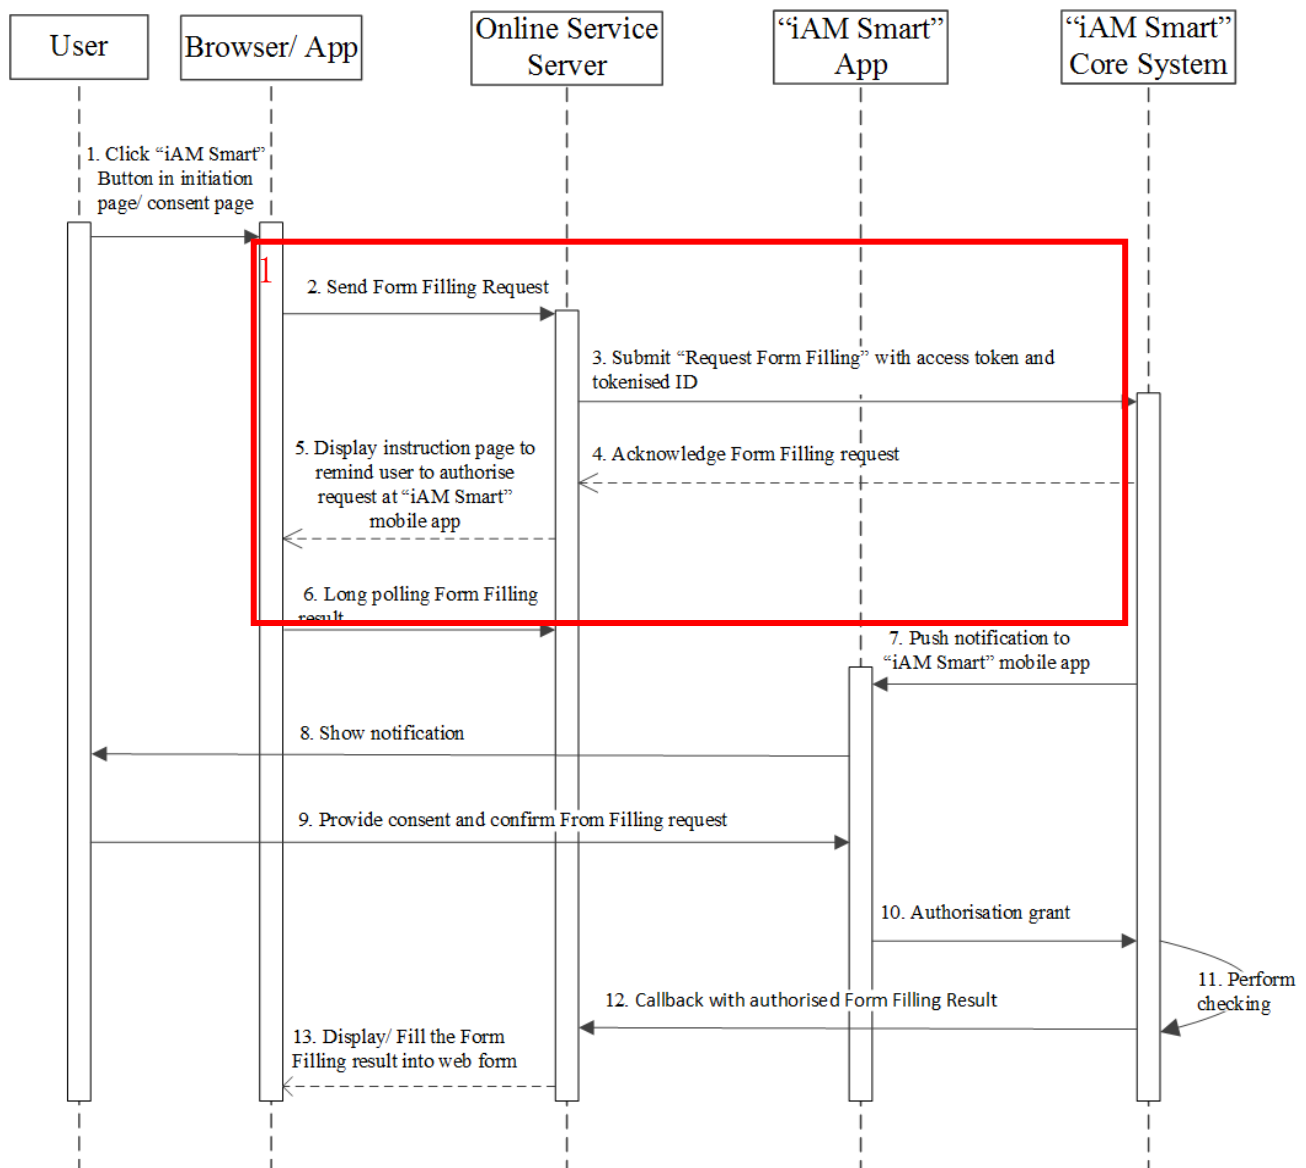 User
Browser/ App
Online Service
Server
“iAM Smart”
App
“iAM Smart”
Core System
1. Click “iAM Smart”
Button in initiation
page/ consent page
1
2. Send Form Filling Request
3. Submit “Request Form Filling” with access token and
tokenised ID
5. Display instruction page to
remind user to authorise
request at “iAM Smart”
mobile app
4. Acknowledge Form Filling request
6. Long polling Form Filling
result
7. Push notification to
“iAM Smart” mobile app
8. Show notification
9. Provide consent and confirm From Filling request
10. Authorisation grant
11. Perform
checking
12. Callback with authorised Form Filling Result
13. Display/ Fill the Form
Filling result into web form